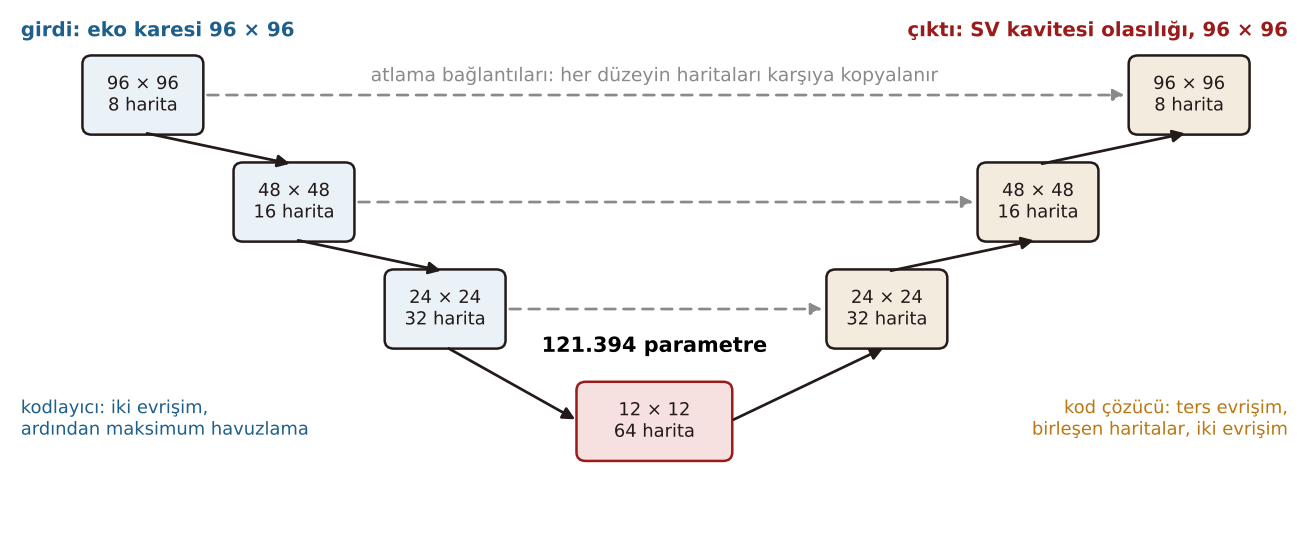 girdi: eko karesi 96 × 96
çıktı: SV kavitesi olasılığı, 96 × 96
atlama bağlantıları: her düzeyin haritaları karşıya kopyalanır
96 × 96
8 harita
96 × 96
8 harita
48 × 48
16 harita
48 × 48
16 harita
24 × 24
32 harita
24 × 24
32 harita
121.394 parametre
12 × 12
64 harita
kodlayıcı: iki evrişim,
ardından maksimum havuzlama
kod çözücü: ters evrişim,
birleşen haritalar, iki evrişim